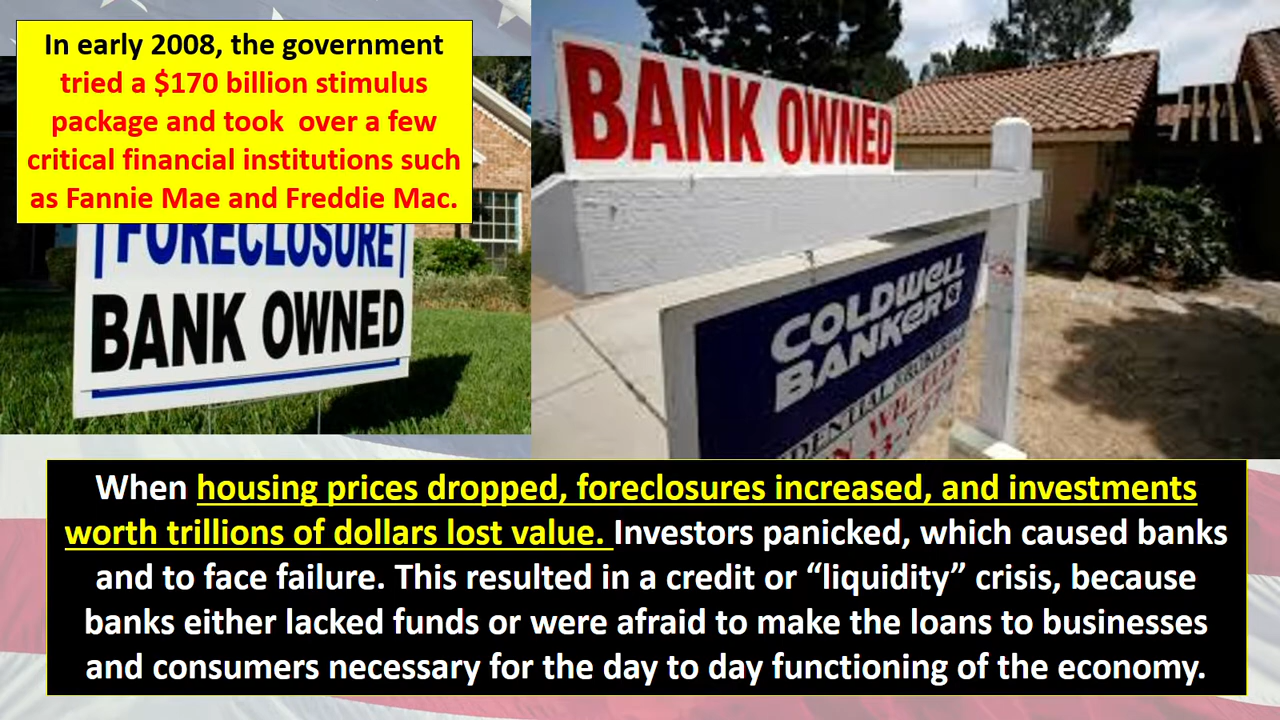 In early 2008, the government
tried a $170 billion stimulus
package and took  over a few
critical financial institutions such
as Fannie Mae and Freddie Mac.
FORECLOSURE
BANK OWNED
BANK OWNED
COLDWELL
BANKER
When housing prices dropped, foreclosures increased, and investments
worth trillions of dollars lost value. Investors panicked, which caused banks
and to face failure. This resulted in a credit or “liquidity” crisis, because
banks either lacked funds or were afraid to make the loans to businesses
and consumers necessary for the day to day functioning of the economy.